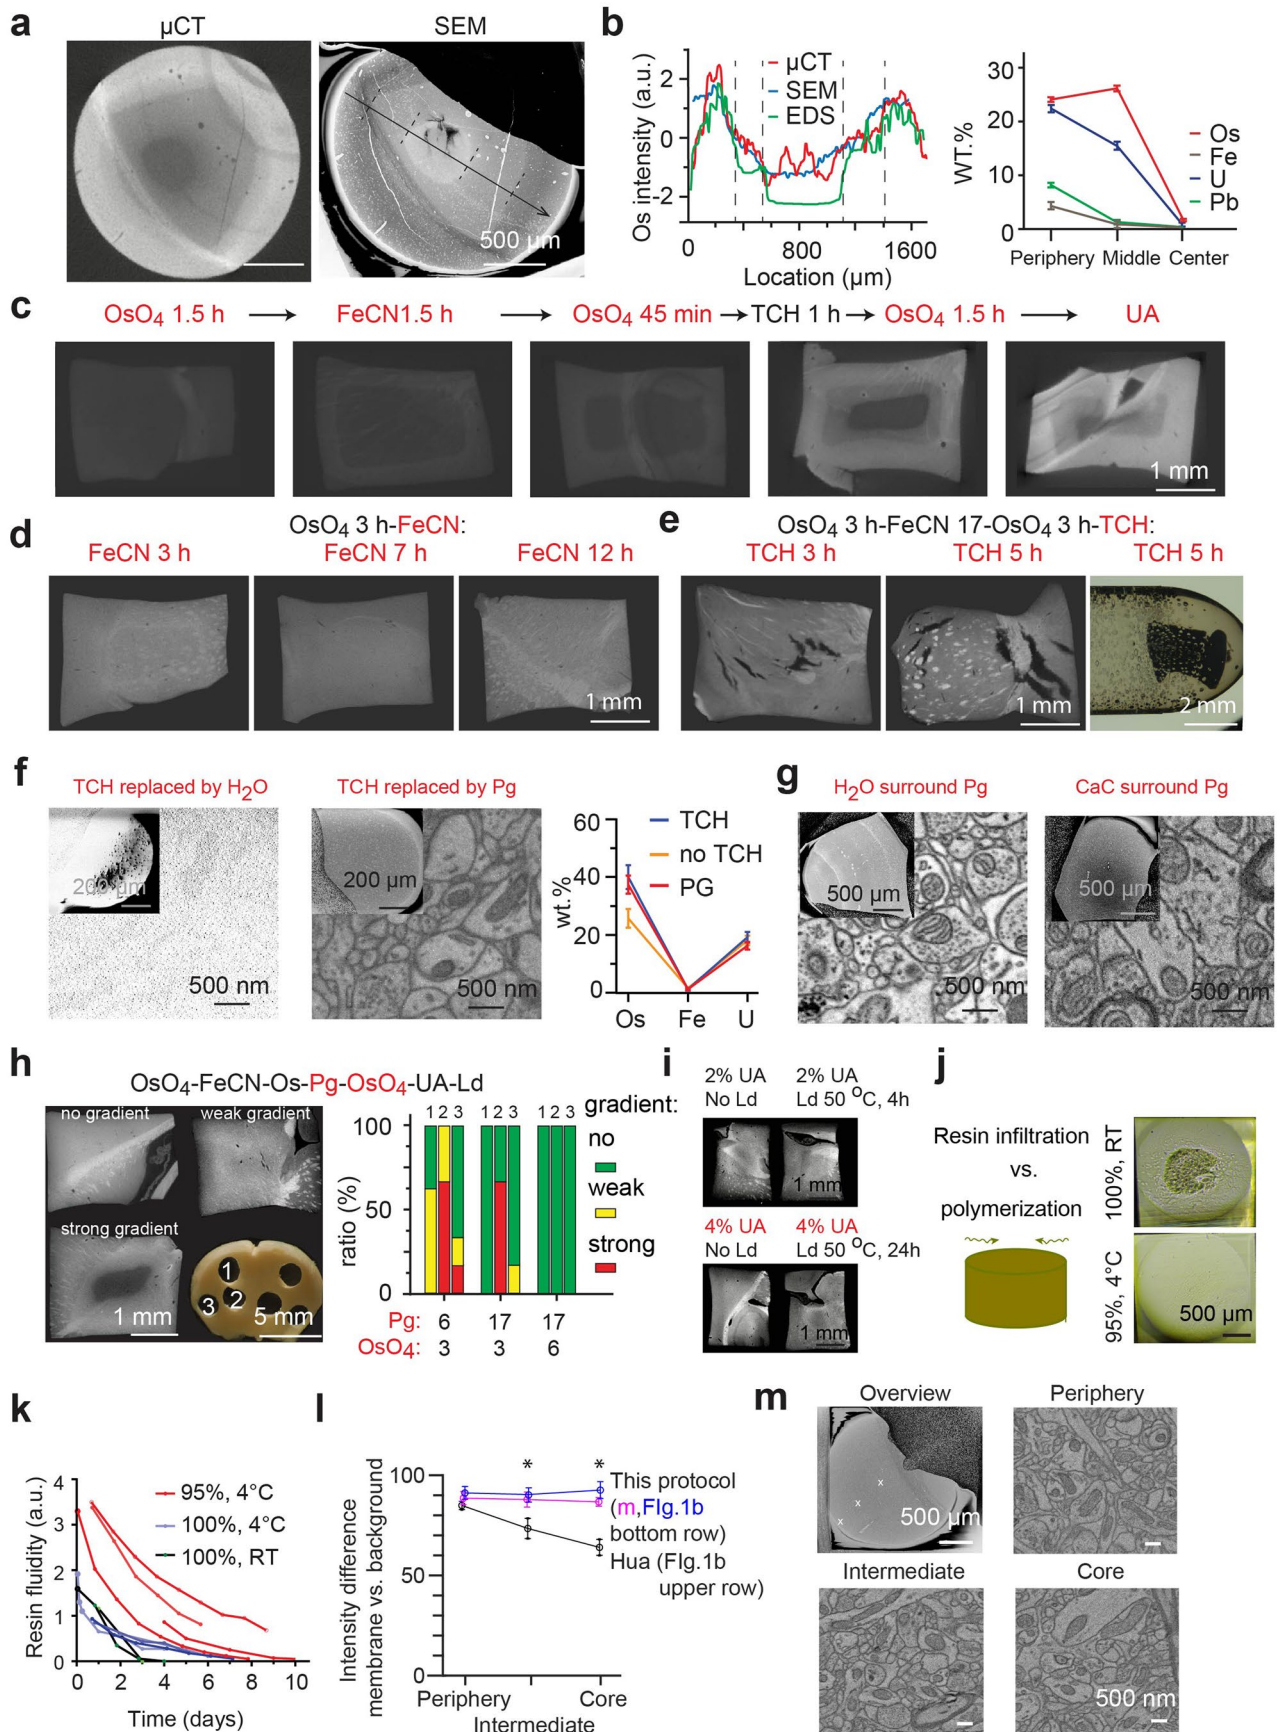 a
µCT
SEM
500 µm
b
Os intensity (a.u.)
2
0
-2
µCT
SEM
EDS
0
800
1600
Location (µm)
WT.%
30
20
10
0
Os
Fe
U
Pb
Periphery Middle Center
c
OsO4 1.5 h
FeCN1.5 h
OsO4 45 min
TCH 1 h
OsO4 1.5 h
UA
1 mm
d
OsO4 3 h-FeCN:
FeCN 3 h
FeCN 7 h
FeCN 12 h
1 mm
e
OsO4 3 h-FeCN 17-OsO4 3 h-TCH:
TCH 3 h
TCH 5 h
TCH 5 h
1 mm
2 mm
f
TCH replaced by H2O
200 µm
500 nm
TCH replaced by Pg
200 µm
500 nm
wt.%
60
40
20
0
TCH
no TCH
PG
Os Fe U
g
H2O surround Pg
500 µm
500 nm
CaC surround Pg
500 µm
500 nm
h
OsO4-FeCN-Os-Pg-OsO4-UA-Ld
no gradient
weak gradient
strong gradient
1 mm
1
2
3
5 mm
ratio (%)
100
50
0
1 2 3 1 2 3 1 2 3
gradient:
no
weak
strong
Pg: 6 17 17
OsO4: 3 3 6
i
2% UA
No Ld
2% UA
Ld 50 °C, 4h
1 mm
4% UA
No Ld
4% UA
Ld 50 °C, 24h
1 mm
j
Resin infiltration
vs.
polymerization
100%, RT
95%, 4°C
500 µm
k
Resin fluidity (a.u.)
4
3
2
1
0
95%, 4°C
100%, 4°C
100%, RT
0 2 4 6 8 10
Time (days)
l
Intensity difference
membrane vs. background
100
50
0
*
*
This protocol
(m,FIg.1b
bottom row)
Hua (FIg.1b
upper row)
Periphery
Core
Intermediate
m
Overview
x
x
x
500 µm
Periphery
Intermediate
Core
500 nm